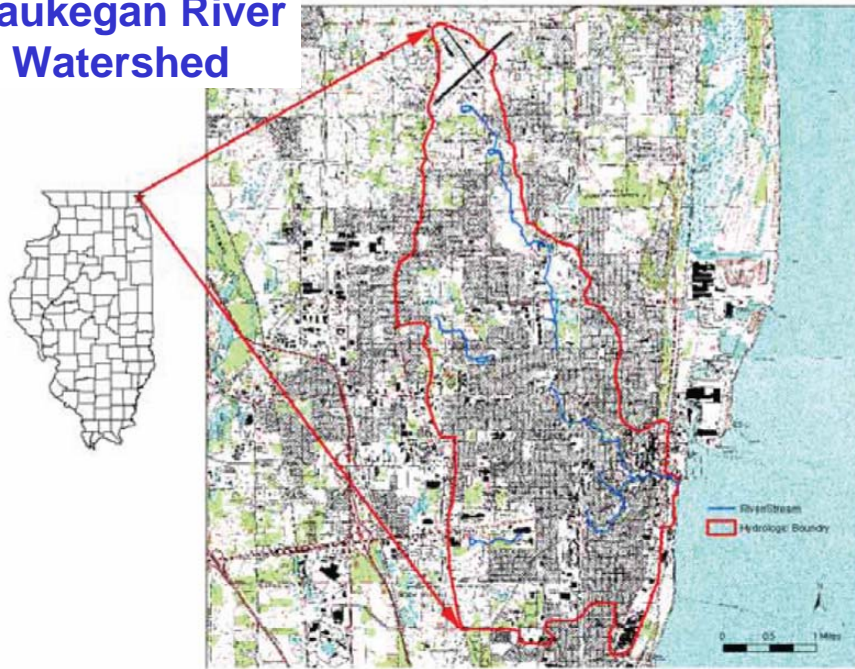 aukegan River
Watershed
River/Stream
Hydrologic Boundry
N
0 0.5 1 Miles